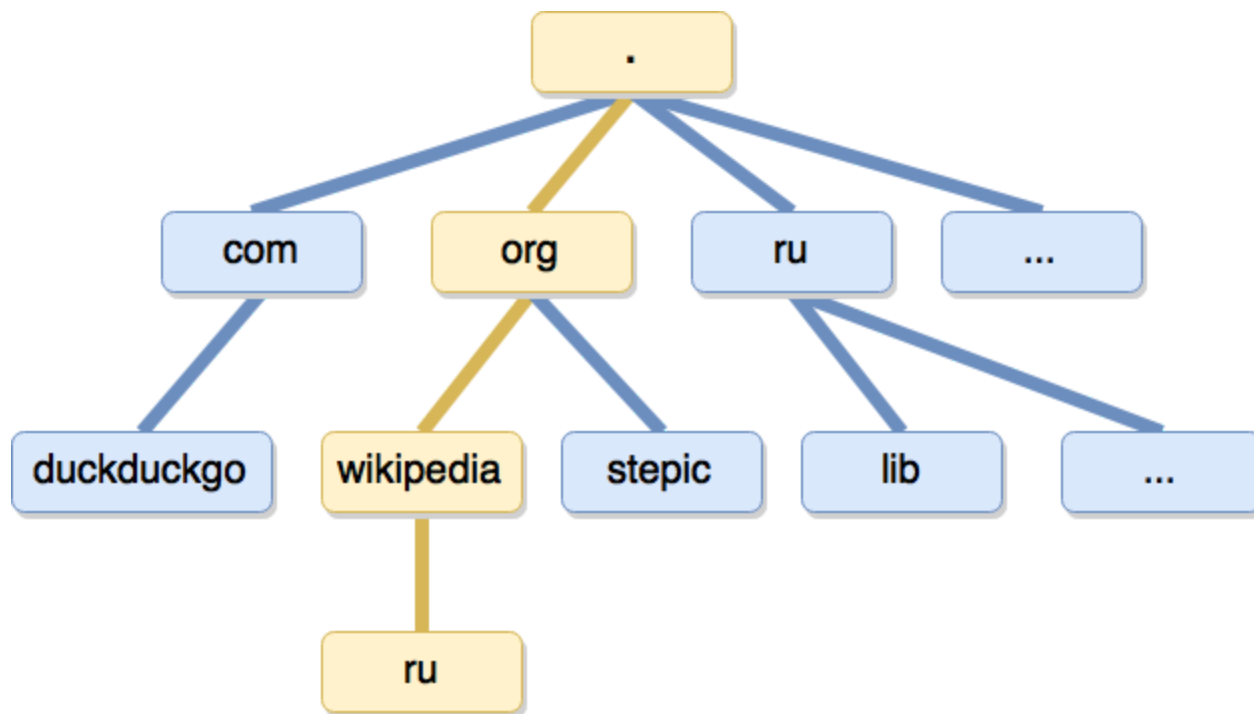 .
com
org
ru
...
duckduckgo
wikipedia
stepic
lib
...
ru